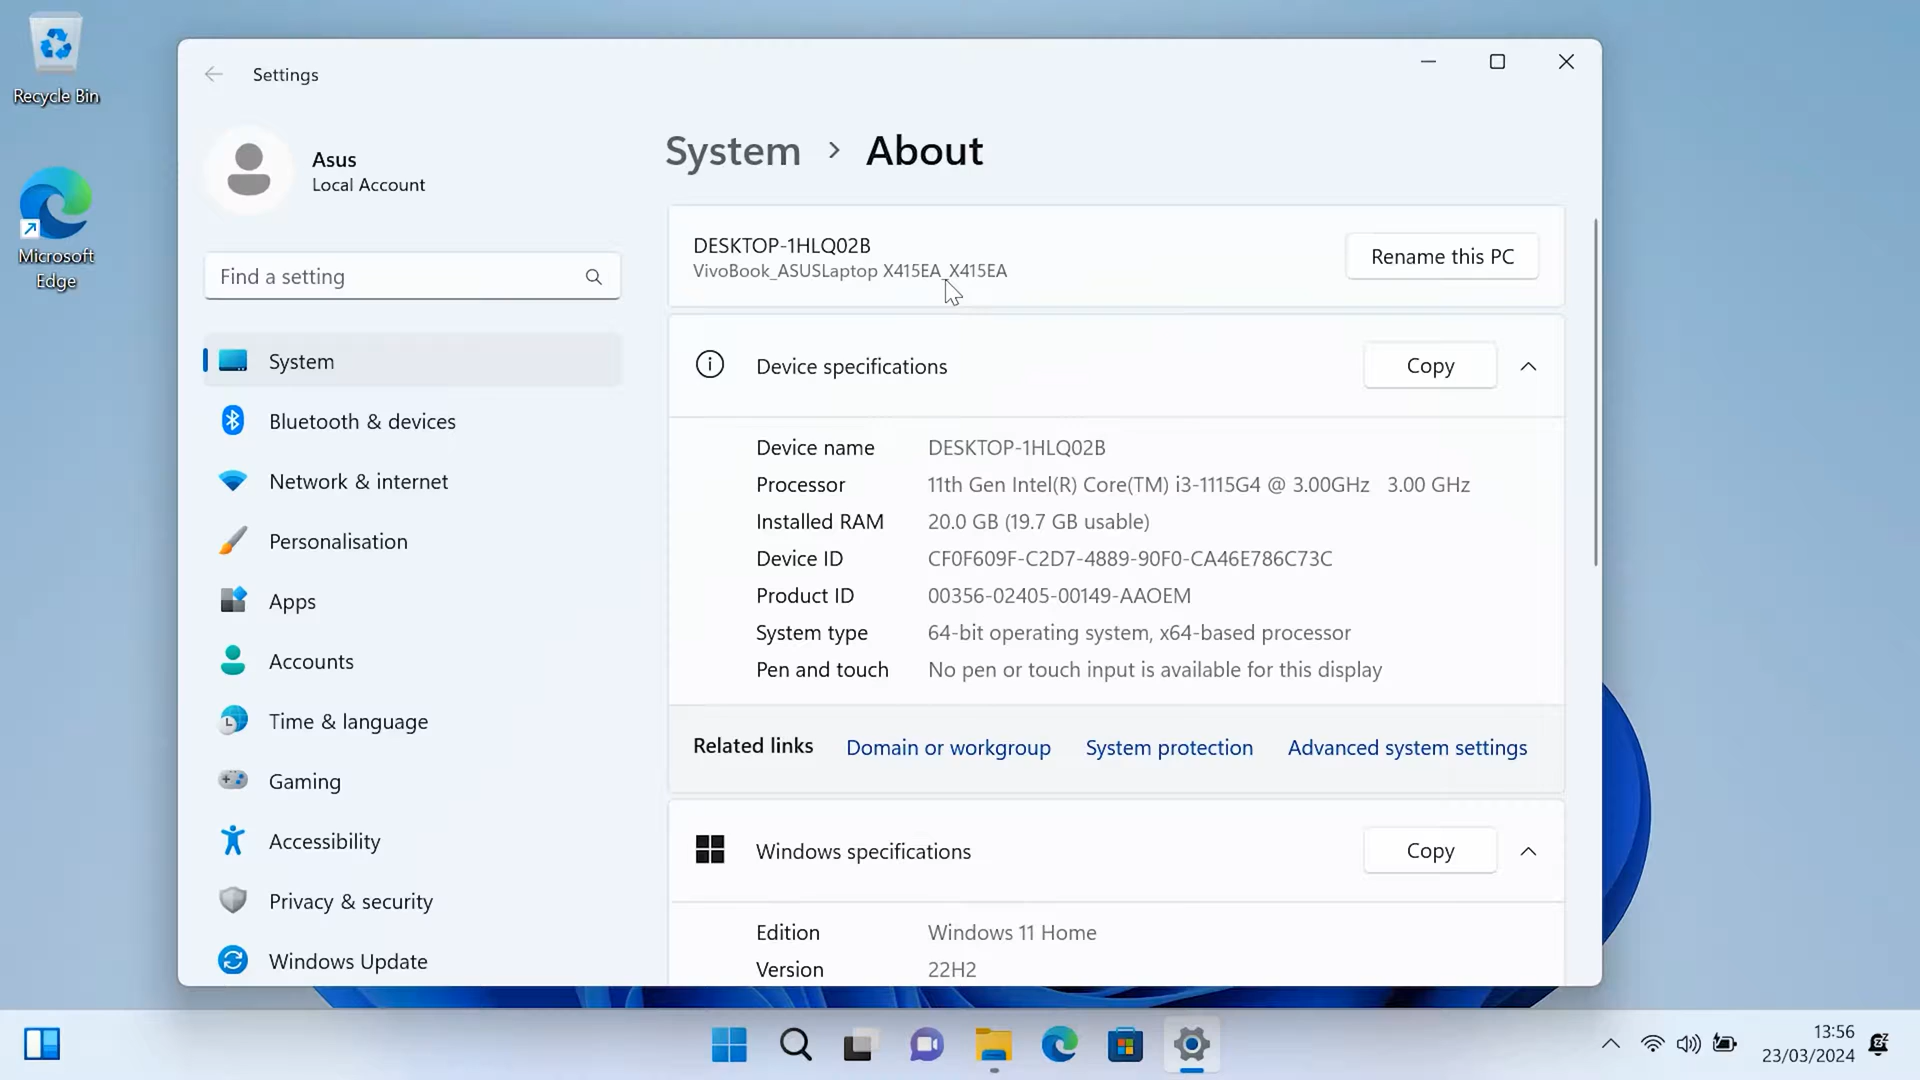 Recycle Bin
Microsoft
Edge
Settings
Asus
Local Account
Find a setting
System
Bluetooth & devices
Network & internet
Personalisation
Apps
Accounts
Time & language
Gaming
Accessibility
Privacy & security
Windows Update
System > About
DESKTOP-1HLQ02B
VivoBook_ASUSLaptop X415EA_X415EA
Rename this PC
Device specifications
Copy
Device name DESKTOP-1HLQ02B
Processor 11th Gen Intel(R) Core(TM) i3-1115G4 @ 3.00GHz 3.00 GHz
Installed RAM 20.0 GB (19.7 GB usable)
Device ID CF0F609F-C2D7-4889-90F0-CA46E786C73C
Product ID 00356-02405-00149-AAOEM
System type 64-bit operating system, x64-based processor
Pen and touch No pen or touch input is available for this display
Related links Domain or workgroup System protection Advanced system settings
Windows specifications
Copy
Edition Windows 11 Home
Version 22H2
13:56
23/03/2024